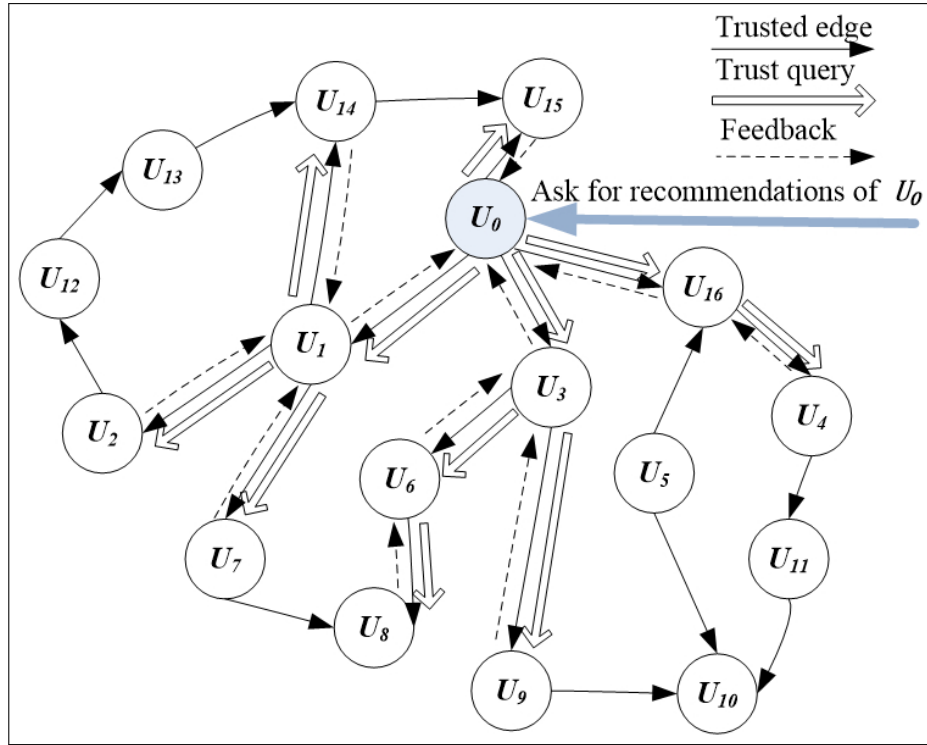 Trusted edge
Trust query
Feedback
Ask for recommendations of U0
U14
U15
U13
U0
U12
U16
U1
U3
U4
U2
U6
U5
U7
U11
U8
U9
U10